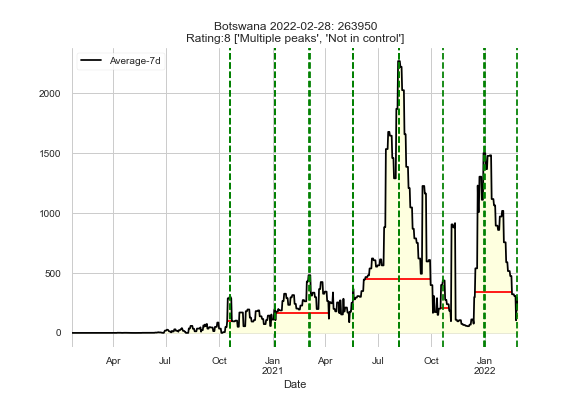 Botswana 2022-02-28: 263950
Rating:8 ['Multiple peaks', 'Not in control']
Average-7d
2000
1500
1000
500
0
Apr Jul Oct Jan Apr Jul Oct Jan
2021 2022
Date